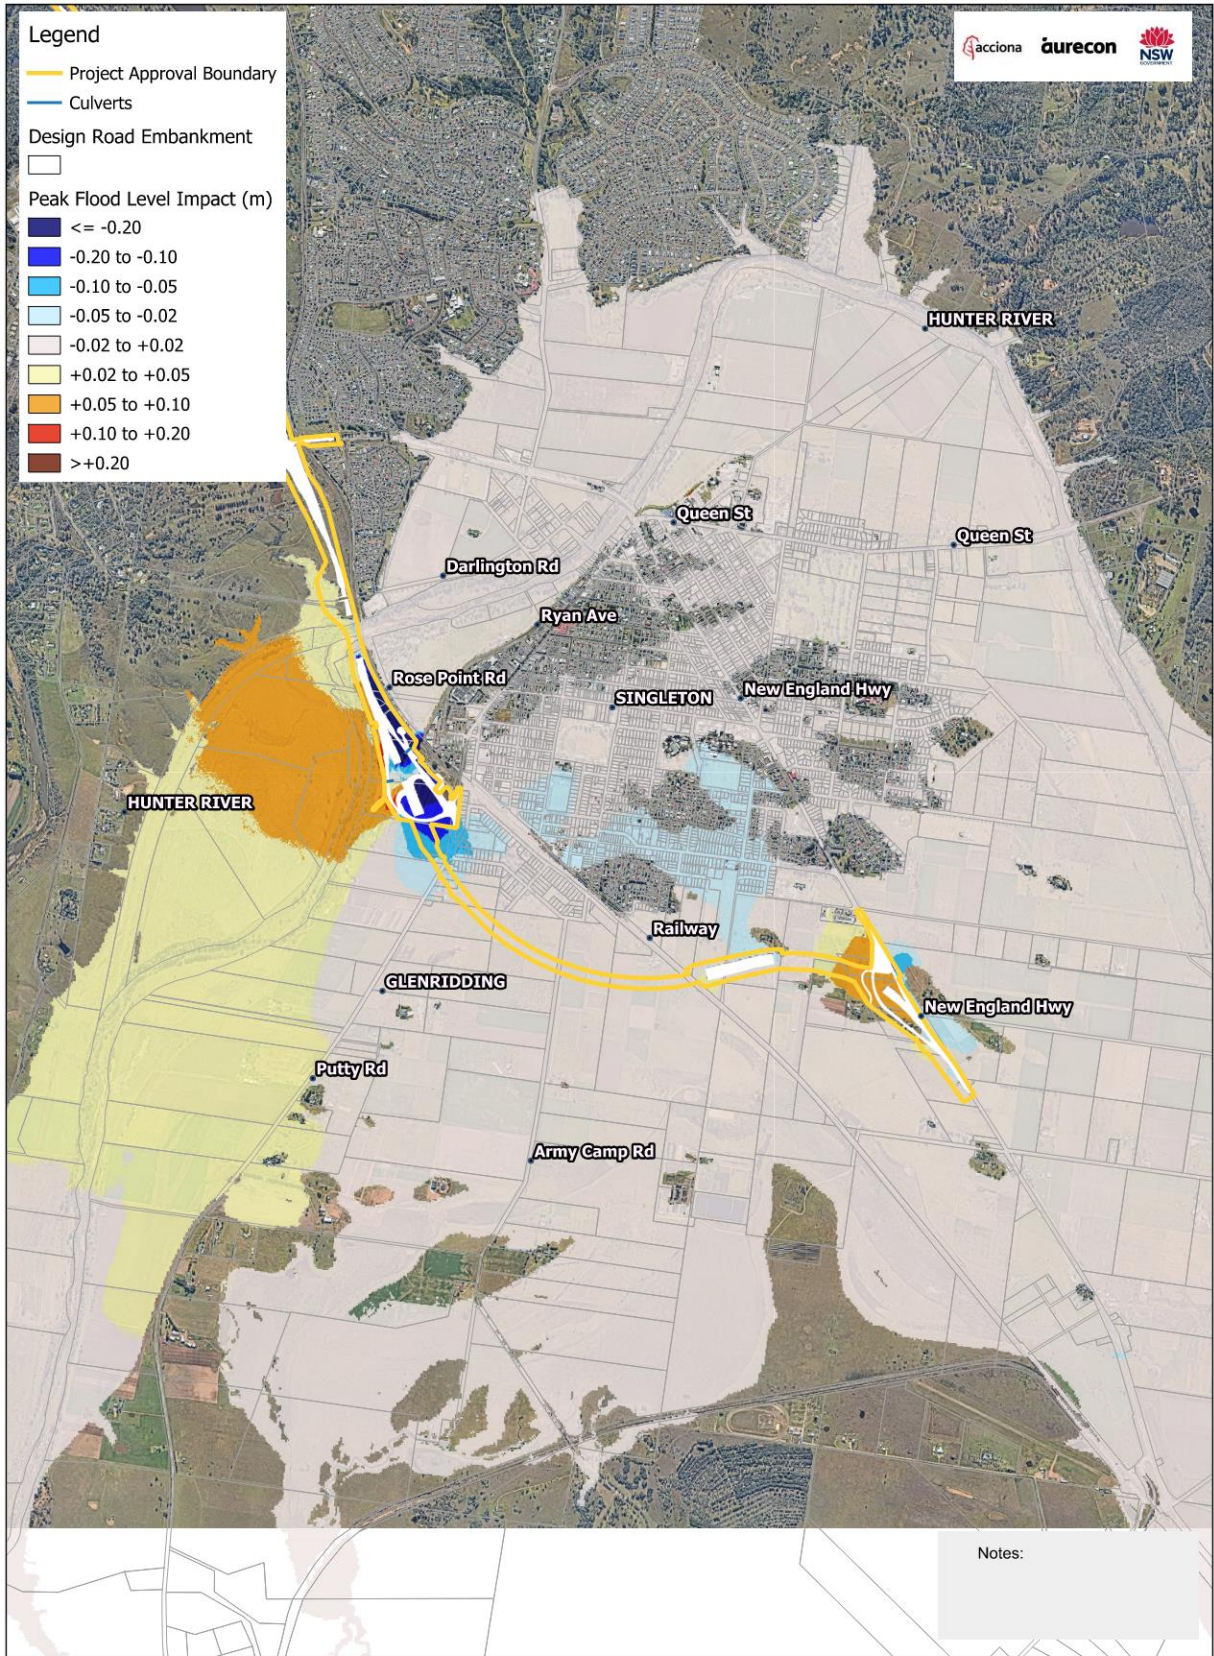 Legend
Project Approval Boundary
Culverts
Design Road Embankment
Peak Flood Level Impact (m)
<= -0.20
-0.20 to -0.10
-0.10 to -0.05
-0.05 to -0.02
-0.02 to +0.02
+0.02 to +0.05
+0.05 to +0.10
+0.10 to +0.20
>+0.20
acciona
aurecon
NSW
GOVERNMENT
HUNTER RIVER
Queen St
Queen St
Darlington Rd
Ryan Ave
Rose Point Rd
SINGLETON
New England Hwy
HUNTER RIVER
Railway
GLENRIDDING
New England Hwy
Putty Rd
Army Camp Rd
Notes: